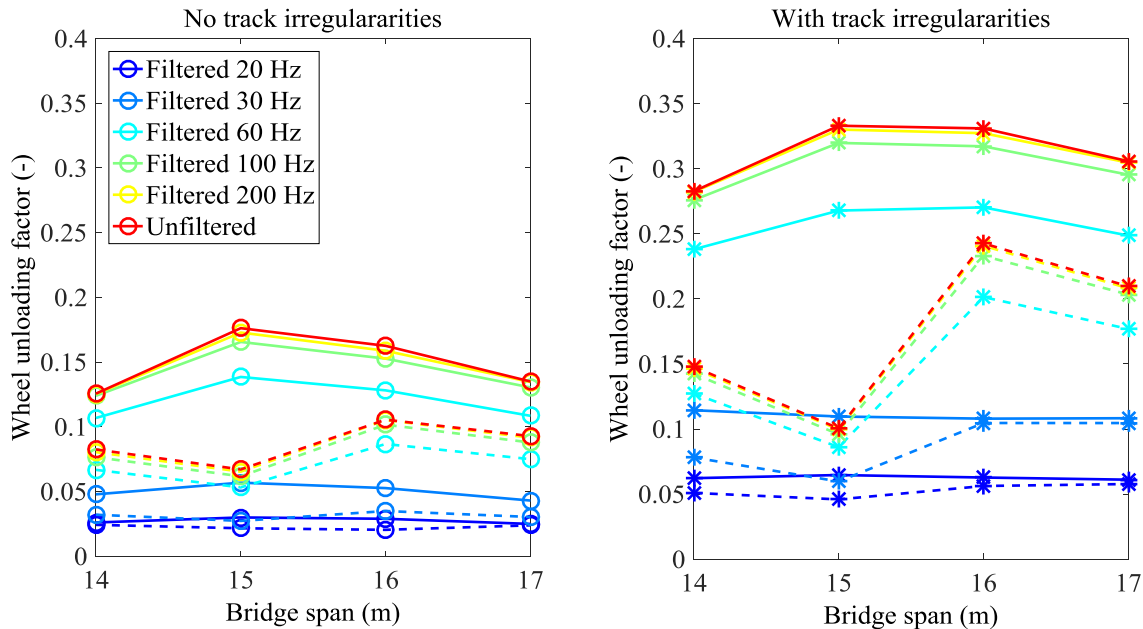 No track irregulararities
Wheel unloading factor (-)
0.4
0.35
0.3
0.25
0.2
0.15
0.1
0.05
0
Filtered 20 Hz
Filtered 30 Hz
Filtered 60 Hz
Filtered 100 Hz
Filtered 200 Hz
Unfiltered
14 15 16 17
Bridge span (m)
With track irregulararities
Wheel unloading factor (-)
0.4
0.35
0.3
0.25
0.2
0.15
0.1
0.05
0
14 15 16 17
Bridge span (m)